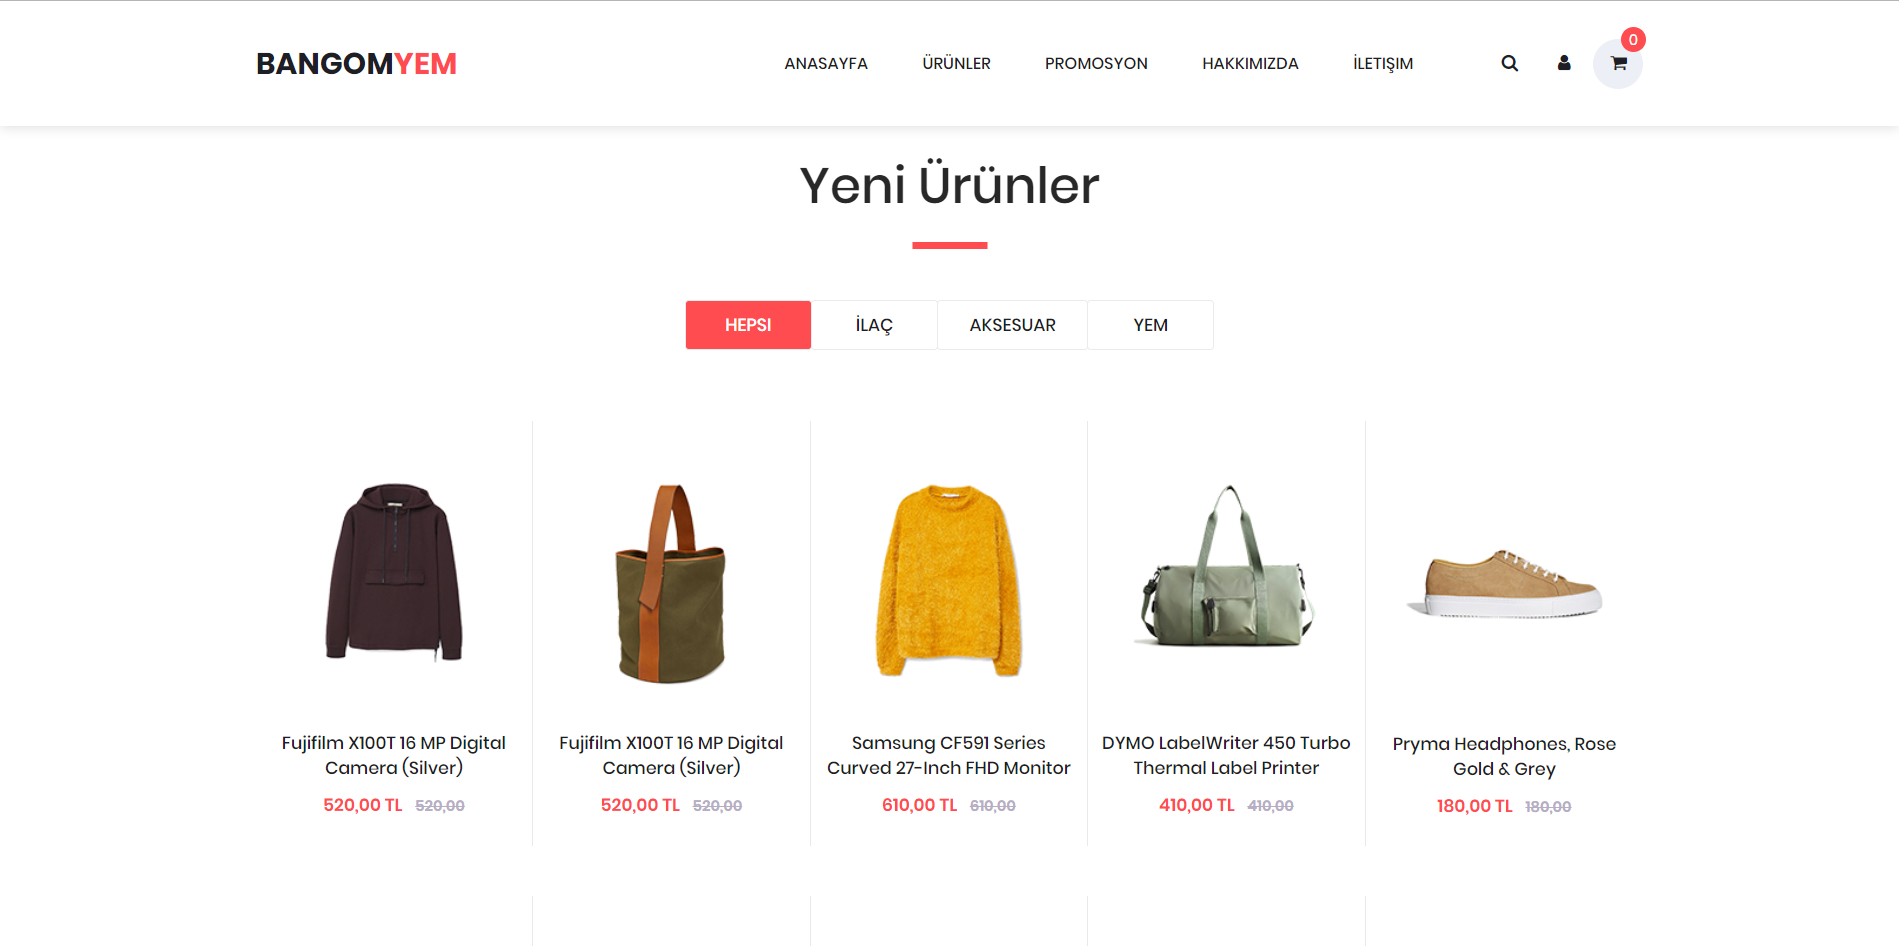 BANGOMYEM
ANASAYFA ÜRÜNLER PROMOSYON HAKKIMIZDA İLETIŞIM
0
Yeni Ürünler
HEPSI İLAÇ AKSESUAR YEM
Fujifilm X100T 16 MP Digital
Camera (Silver)
520,00 TL 520,00
Fujifilm X100T 16 MP Digital
Camera (Silver)
520,00 TL 520,00
Samsung CF591 Series
Curved 27-Inch FHD Monitor
610,00 TL 610,00
DYMO LabelWriter 450 Turbo
Thermal Label Printer
410,00 TL 410,00
Pryma Headphones, Rose
Gold & Grey
180,00 TL 180,00